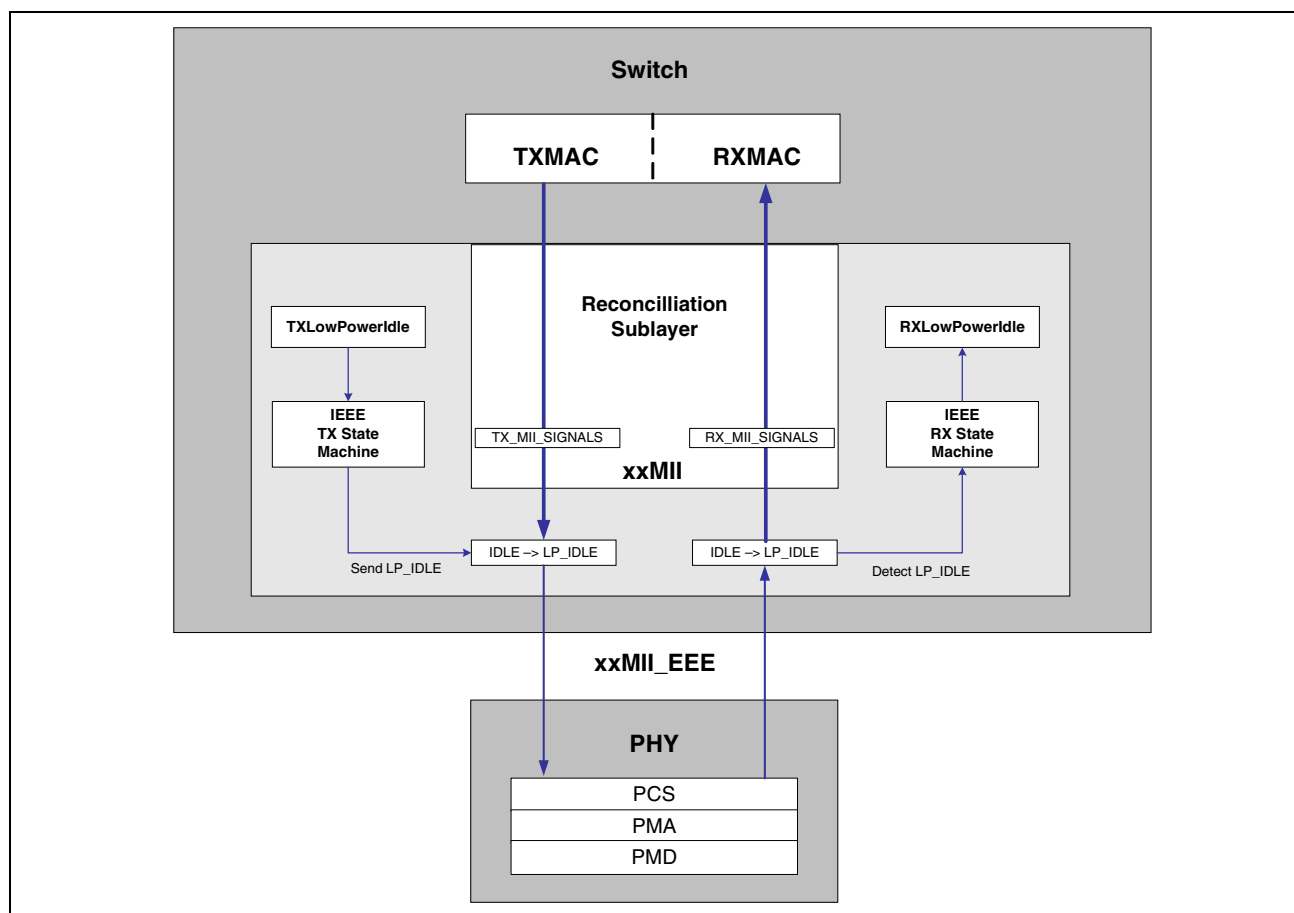 Switch
TXMAC
RXMAC
Reconcilliation
Sublayer
TXLowPowerIdle
RXLowPowerIdle
IEEE
TX State
Machine
IEEE
RX State
Machine
TX_MII_SIGNALS
RX_MII_SIGNALS
xxMII
IDLE –> LP_IDLE
IDLE –> LP_IDLE
Send LP_IDLE
Detect LP_IDLE
xxMII_EEE
PHY
PCS
PMA
PMD